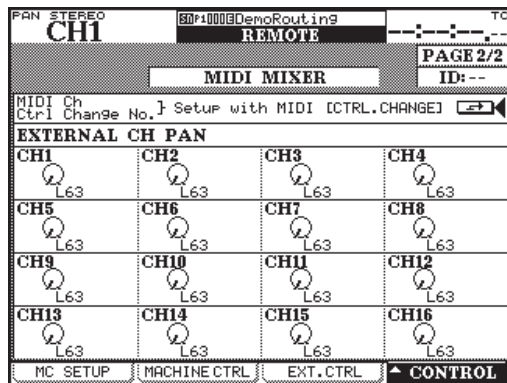 PAN STEREO
CH1
DemoRouting
REMOTE
TC
--:--:--.--
PAGE 2/2
MIDI MIXER
ID: --
MIDI Ch
Ctrl Change No. } Setup with MIDI [CTRL.CHANGE]
EXTERNAL CH PAN
CH1 CH2 CH3 CH4
L63 L63 L63 L63
CH5 CH6 CH7 CH8
L63 L63 L63 L63
CH9 CH10 CH11 CH12
L63 L63 L63 L63
CH13 CH14 CH15 CH16
L63 L63 L63 L63
MC SETUP MACHINE CTRL EXT.CTRL CONTROL